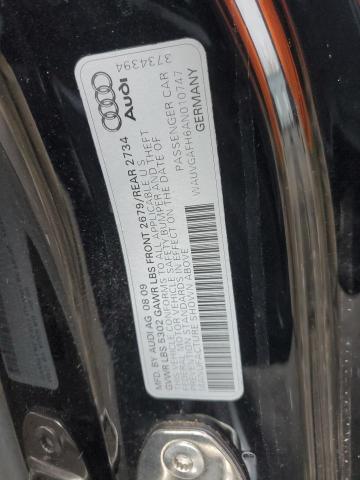 3734394
Audi
MFD. BY AUDI AG 08 09
GVWR LBS 5302 GAWR LBS FRONT 2679/REAR 2734
THIS VEHICLE CONFORMS TO ALL APPLICABLE U S
FEDERAL MOTOR VEHICLE SAFETY BUMPER AND THEFT
PREVENTION STANDARDS IN EFFECT ON THE DATE OF
MANUFACTURE SHOWN ABOVE
PASSENGER CAR
WAUVGAFH6AN010747
GERMANY